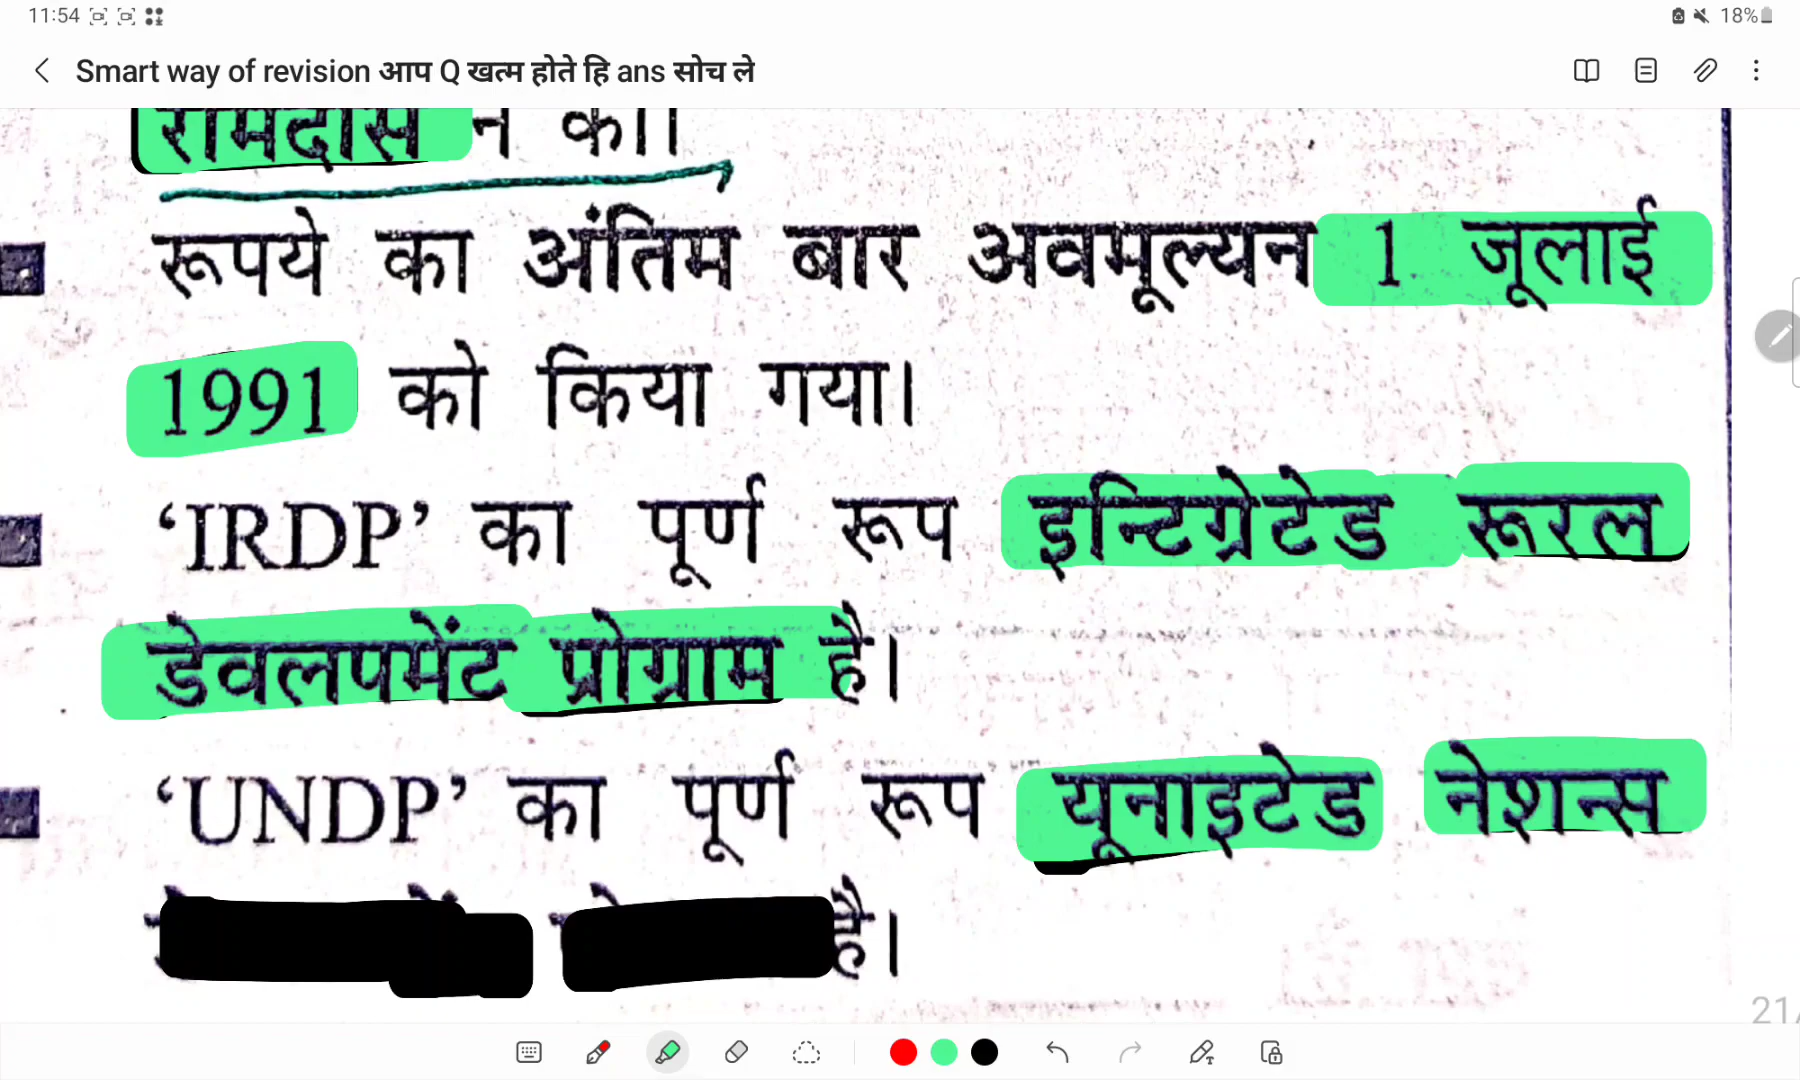 11:54 18%
Smart way of revision आप Q खत्म होते हि ans सोच ले
रामदास ने की।
रूपये का अंतिम बार अवमूल्यन 1 जूलाई
1991 को किया गया।
‘IRDP’ का पूर्ण रूप इन्टिग्रेटेड रूरल
डेवलपमेंट प्रोग्राम है।
‘UNDP’ का पूर्ण रूप यूनाइटेड नेशन्स
है।
21/